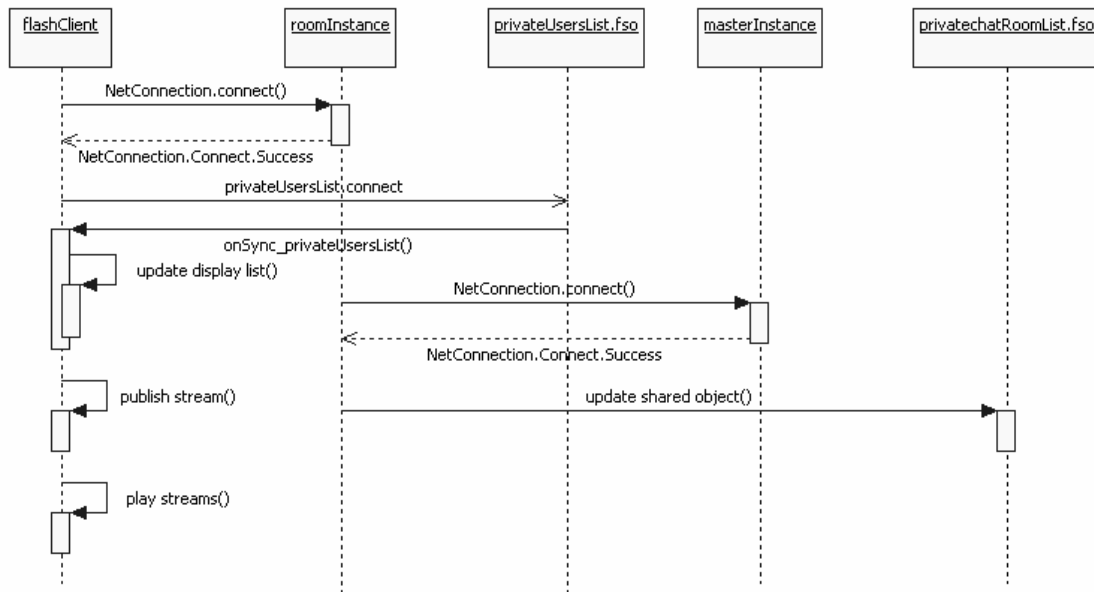 flashClient
roomInstance
privateUsersList.fso
masterInstance
privatechatRoomList.fso
NetConnection.connect()
NetConnection.Connect.Success
privateUsersList.connect
onSync_privateUsersList()
update display list()
NetConnection.connect()
NetConnection.Connect.Success
publish stream()
update shared object()
play streams()